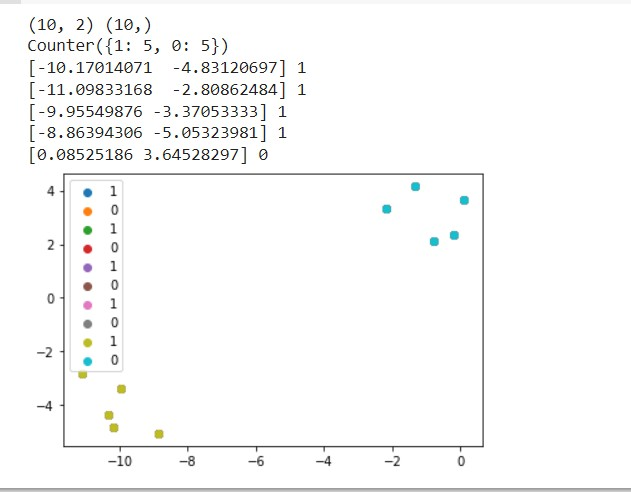 (10, 2) (10,)
Counter({1: 5, 0: 5})
[-10.17014071  -4.83120697] 1
[-11.09833168  -2.80862484] 1
[-9.95549876 -3.37053333] 1
[-8.86394306 -5.05323981] 1
[0.08525186 3.64528297] 0
4
2
0
−2
−4
1
0
1
0
1
0
1
0
1
0
−10 −8 −6 −4 −2 0